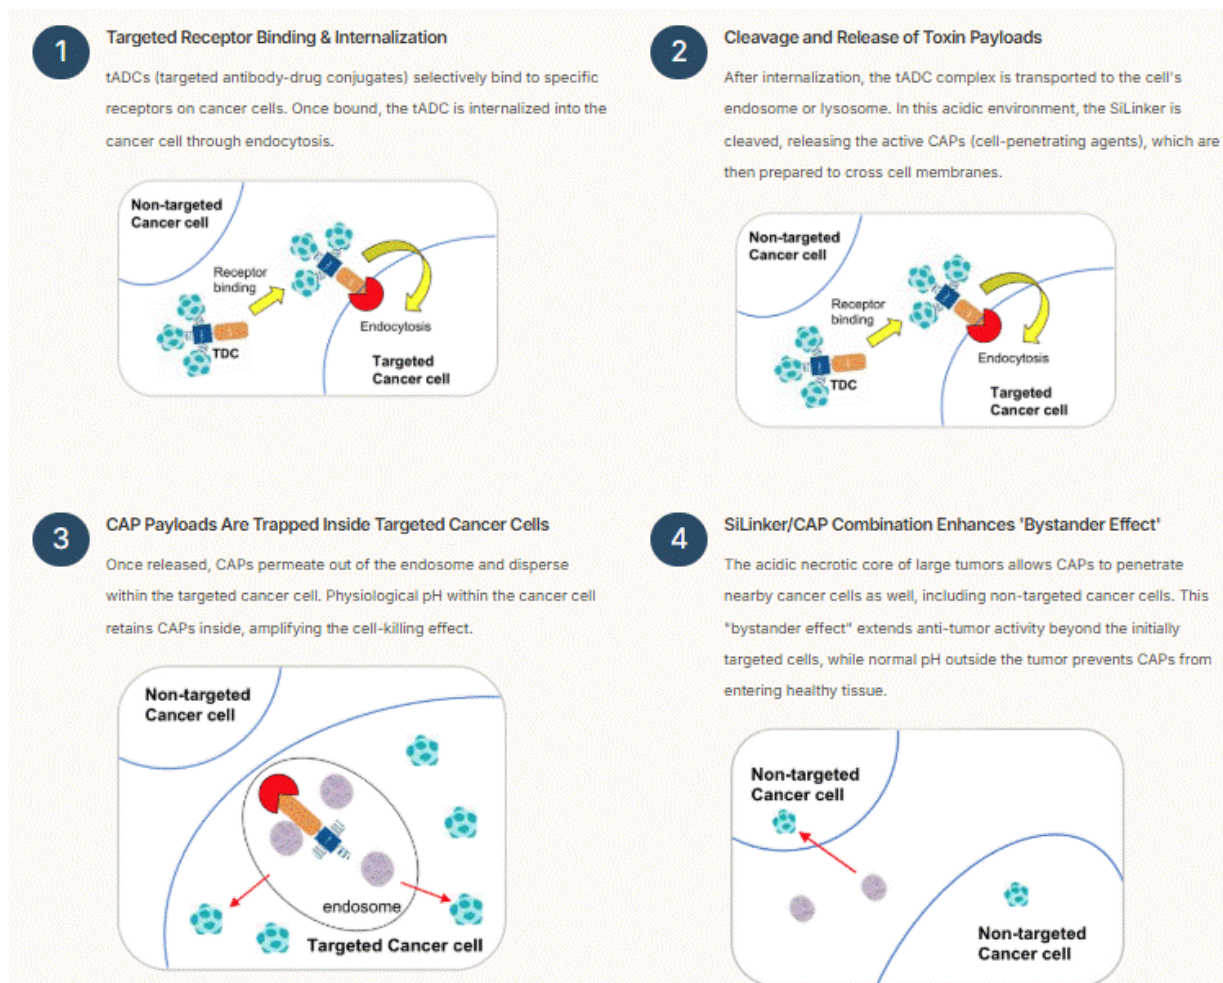 1
Targeted Receptor Binding & Internalization
tADCs (targeted antibody-drug conjugates) selectively bind to specific
receptors on cancer cells. Once bound, the tADC is internalized into the
cancer cell through endocytosis.
Non-targeted
Cancer cell
Receptor
binding
TDC
Endocytosis
Targeted
Cancer cell
2
Cleavage and Release of Toxin Payloads
After internalization, the tADC complex is transported to the cell's
endosome or lysosome. In this acidic environment, the SiLinker is
cleaved, releasing the active CAPs (cell-penetrating agents), which are
then prepared to cross cell membranes.
Non-targeted
Cancer cell
Receptor
binding
TDC
Endocytosis
Targeted
Cancer cell
3
CAP Payloads Are Trapped Inside Targeted Cancer Cells
Once released, CAPs permeate out of the endosome and disperse
within the targeted cancer cell. Physiological pH within the cancer cell
retains CAPs inside, amplifying the cell-killing effect.
Non-targeted
Cancer cell
endosome
Targeted Cancer cell
4
SiLinker/CAP Combination Enhances 'Bystander Effect'
The acidic necrotic core of large tumors allows CAPs to penetrate
nearby cancer cells as well, including non-targeted cancer cells. This
"bystander effect" extends anti-tumor activity beyond the initially
targeted cells, while normal pH outside the tumor prevents CAPs from
entering healthy tissue.
Non-targeted
Cancer cell
Non-targeted
Cancer cell